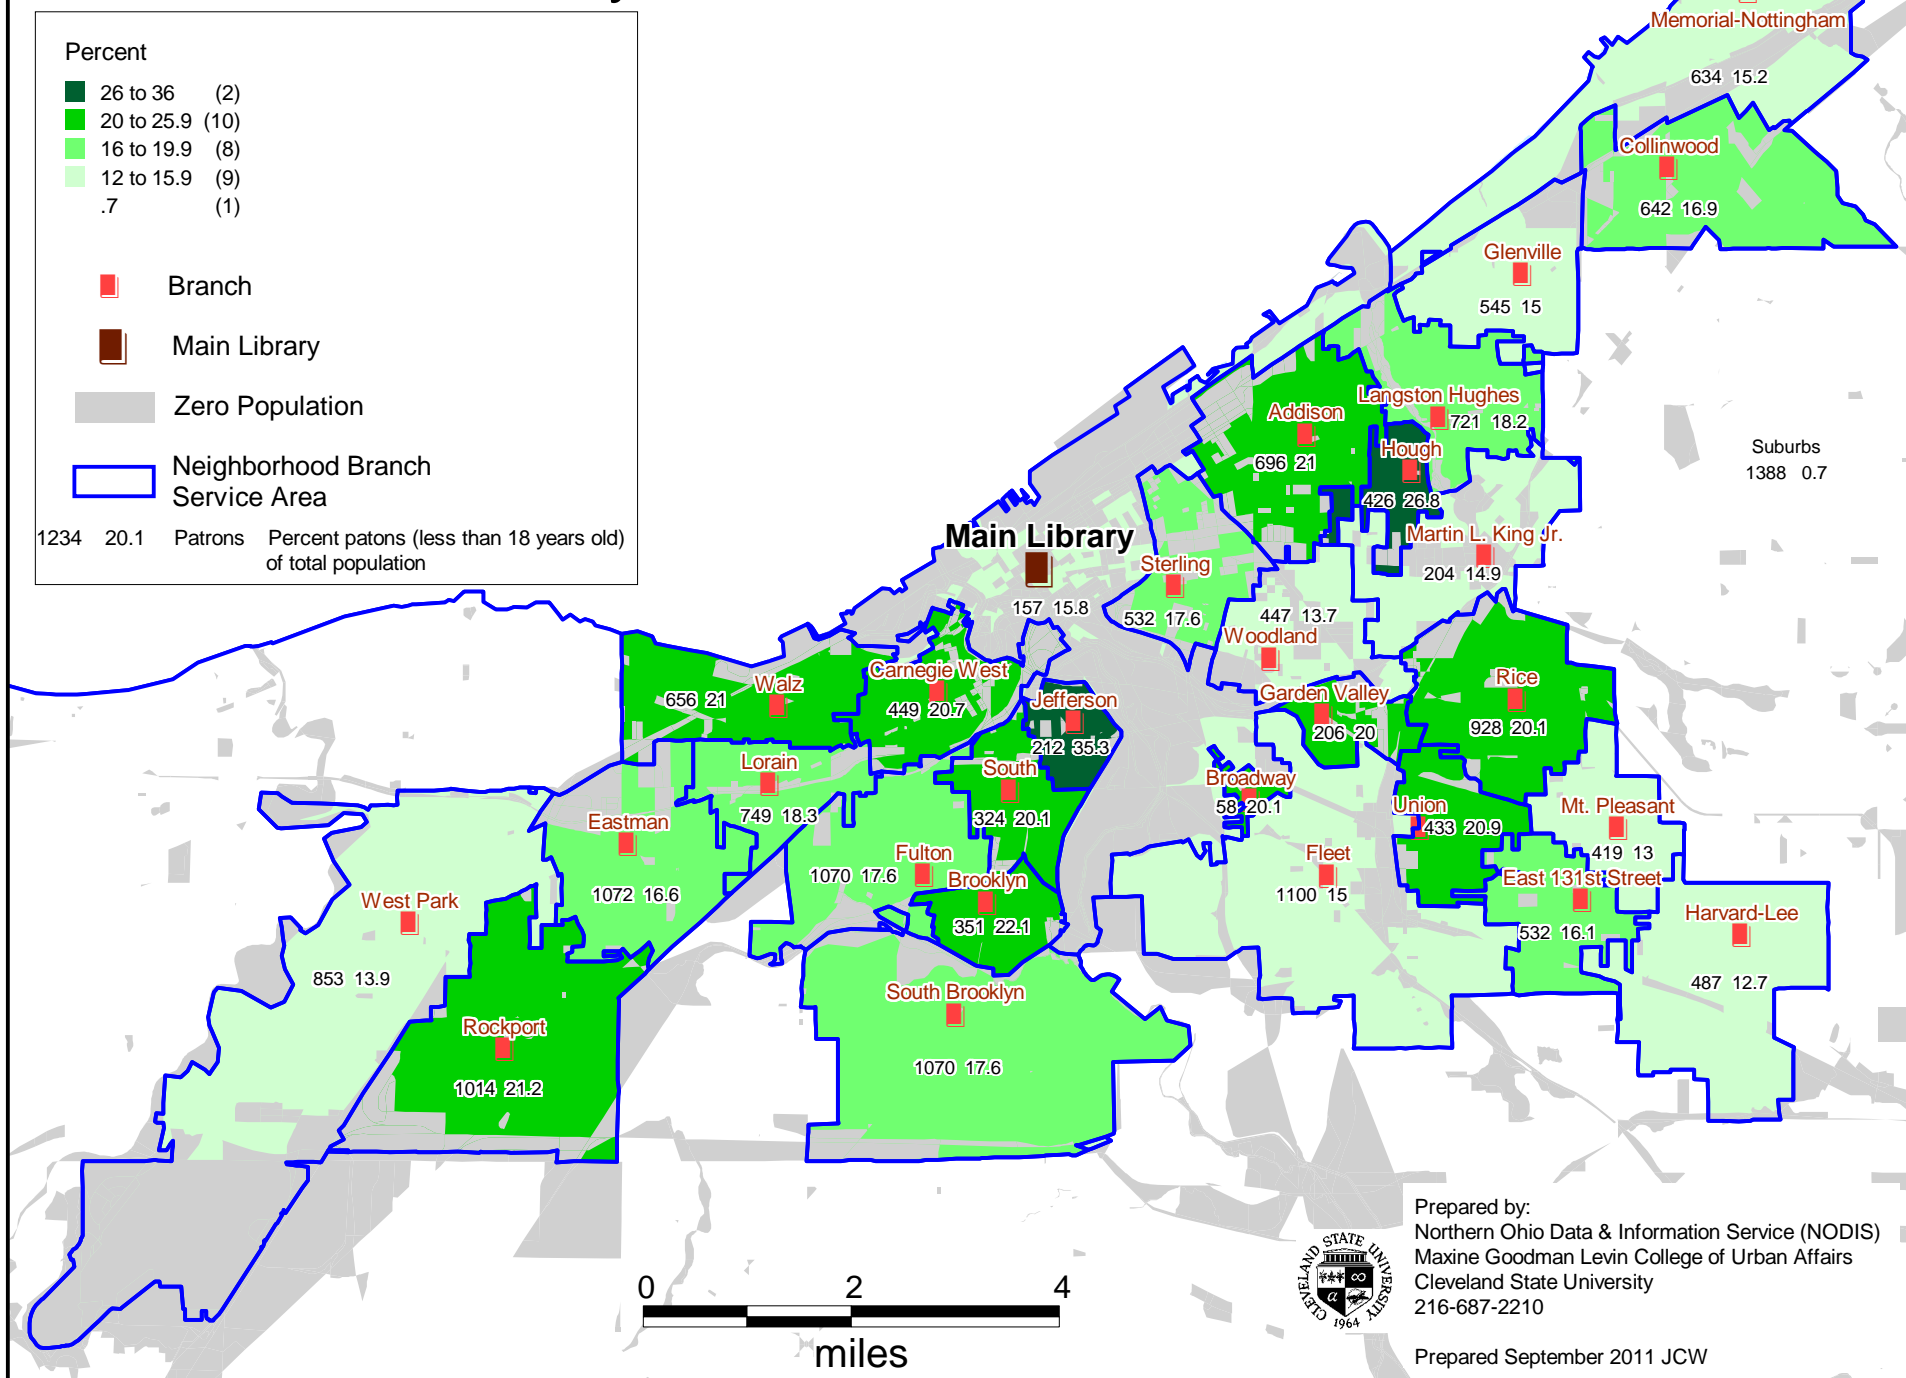 Percent
26 to 36 (2)
20 to 25.9 (10)
16 to 19.9 (8)
12 to 15.9 (9)
.7 (1)
Branch
Main Library
Zero Population
Neighborhood Branch
Service Area
1234 20.1 Patrons Percent patons (less than 18 years old)
of total population
Memorial-Nottingham
634 15.2
Collinwood
642 16.9
Glenville
545 15
Langston Hughes
721 18.2
Addison
696 21
Hough
426 26.8
Suburbs
1388 0.7
Martin L. King Jr.
204 14.9
Main Library
157 15.8
Sterling
532 17.6
447 13.7
Woodland
Walz
656 21
Carnegie West
449 20.7
Jefferson
212 35.3
Garden Valley
206 20
Rice
928 20.1
Lorain
749 18.3
South
324 20.1
Broadway
58 20.1
Union
433 20.9
Mt. Pleasant
419 13
Eastman
1072 16.6
Fulton
1070 17.6
Brooklyn
351 22.1
Fleet
1100 15
East 131st Street
532 16.1
West Park
853 13.9
Harvard-Lee
487 12.7
South Brooklyn
1070 17.6
Rockport
1014 21.2
0 2 4
miles
CLEVELAND STATE UNIVERSITY
1964
Prepared by:
Northern Ohio Data & Information Service (NODIS)
Maxine Goodman Levin College of Urban Affairs
Cleveland State University
216-687-2210
Prepared September 2011 JCW